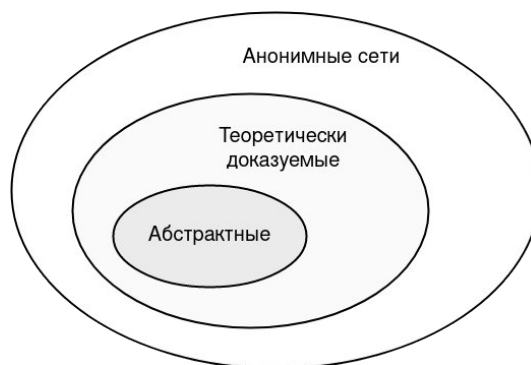 Анонимные сети
Теоретически
доказуемые
Абстрактные